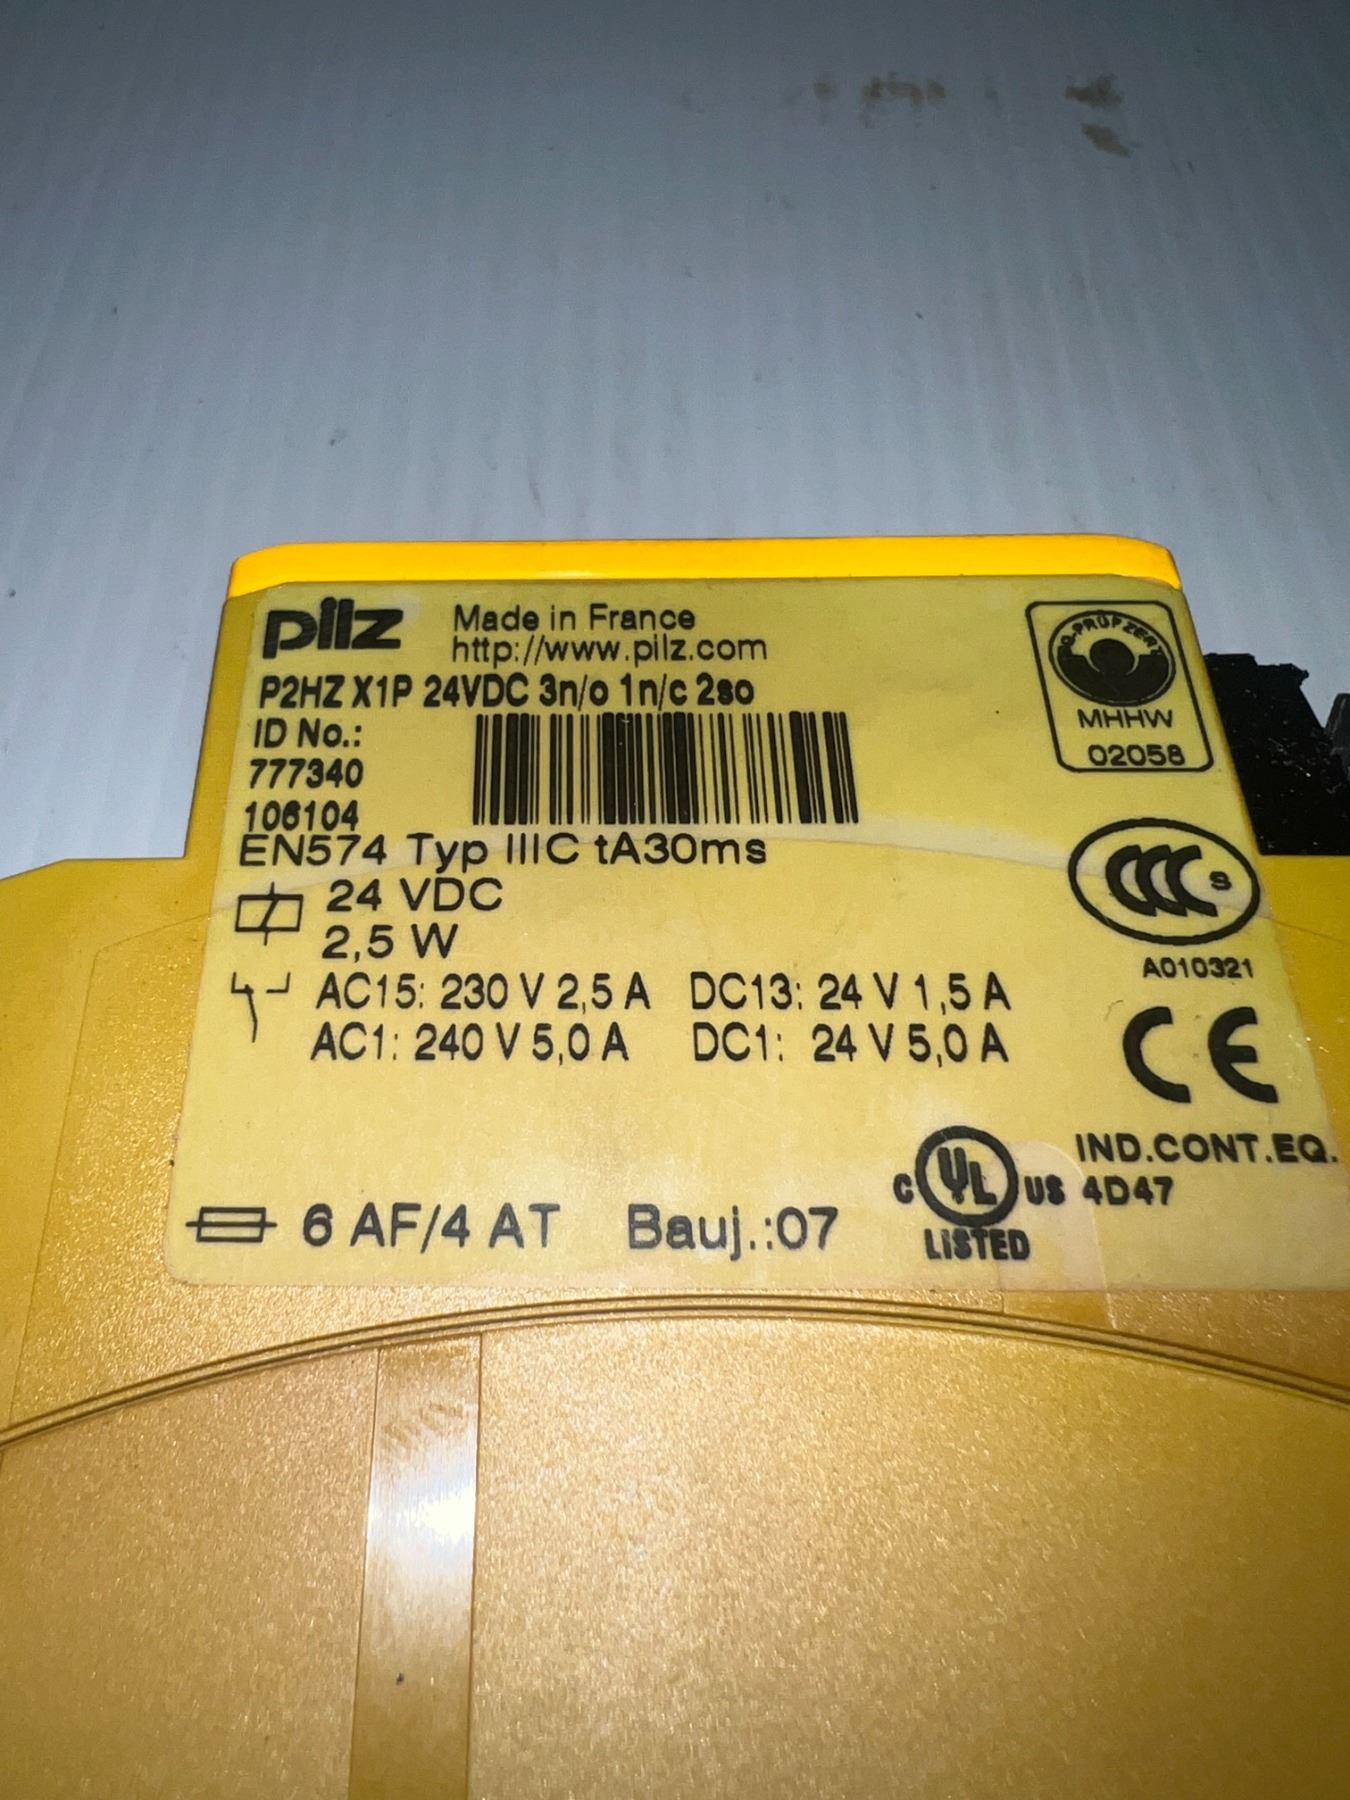 pilz Made in France
http://www.pilz.com
P2HZ X1P 24VDC 3n/o 1n/c 2so
ID No.:
777340
106104
EN574 Typ IIIC tA30ms
24 VDC
2,5 W
AC15: 230 V 2,5 A DC13: 24 V 1,5 A
AC1: 240 V 5,0 A DC1: 24 V 5,0 A
6 AF/4 AT Bauj.:07
MHHW
02058
CCC S
A010321
CE
C UL US
LISTED
IND.CONT.EQ.
4D47